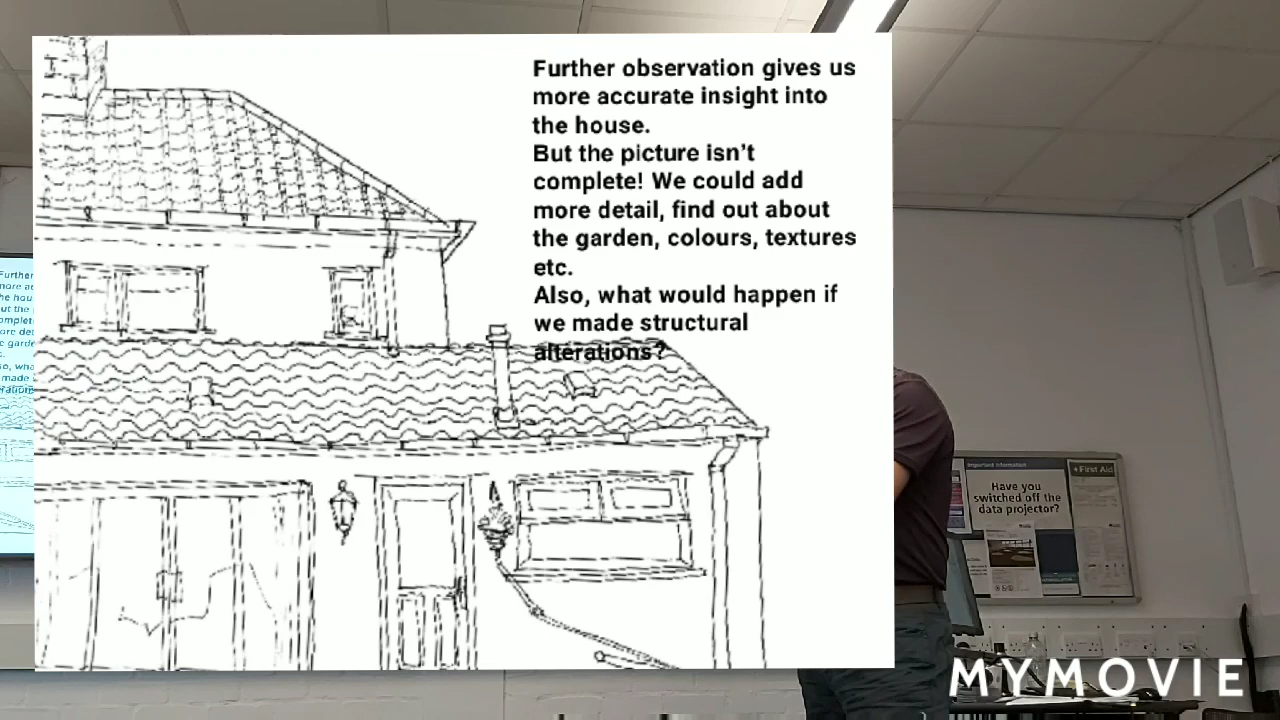 Further observation gives us
more accurate insight into
the house.
But the picture isn't
complete! We could add
more detail, find out about
the garden, colours, textures
etc.
Also, what would happen if
we made structural
alterations?
Important Information
First Aid
Have you
switched off the
data projector?
MYMOVIE